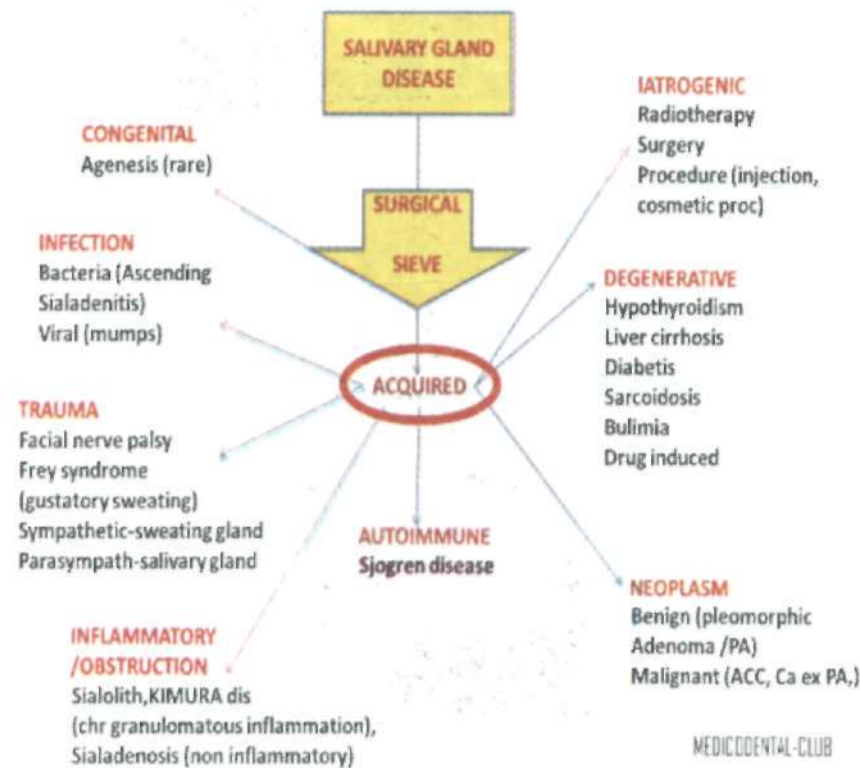 SALIVARY GLAND
DISEASE
SURGICAL
SIEVE
CONGENITAL
Agenesis (rare)
INFECTION
Bacteria (Ascending
Sialadenitis)
Viral (mumps)
TRAUMA
Facial nerve palsy
Frey syndrome
(gustatory sweating)
Sympathetic-sweating gland
Parasympath-salivary gland
INFLAMMATORY
/OBSTRUCTION
Sialolith,KIMURA dis
(chr granulomatous inflammation),
Sialadenosis (non inflammatory)
ACQUIRED
AUTOIMMUNE
Sjogren disease
IATROGENIC
Radiotherapy
Surgery
Procedure (injection,
cosmetic proc)
DEGENERATIVE
Hypothyroidism
Liver cirrhosis
Diabetis
Sarcoidosis
Bulimia
Drug induced
NEOPLASM
Benign (pleomorphic
Adenoma /PA)
Malignant (ACC, Ca ex PA,)
MEDICODENTAL-CLUB